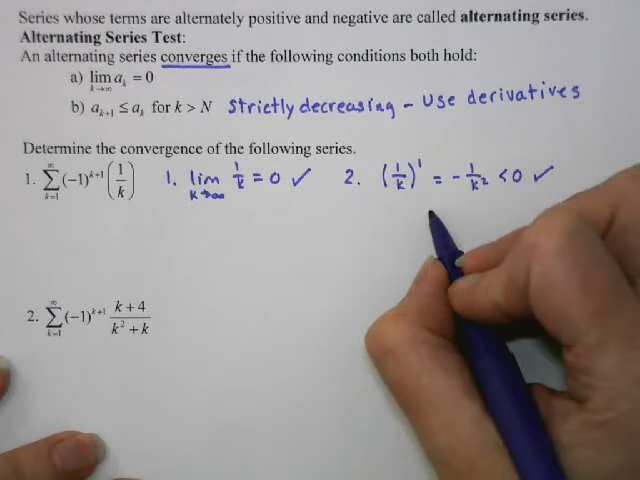 Series whose terms are alternately positive and negative are called alternating series.
Alternating Series Test:
An alternating series converges if the following conditions both hold:
a) lim_{k→∞} a_k = 0
b) a_{k+1} ≤ a_k for k > N strictly decreasing - use derivatives
Determine the convergence of the following series.
1. ∑_{k=1}^{∞} (-1)^{k+1} (1/k) 1. lim_{k→∞} 1/k = 0 ✓ 2. (1/k)' = - 1/k² < 0 ✓
2. ∑_{k=1}^{∞} (-1)^{k+1} (k+4)/(k²+k)